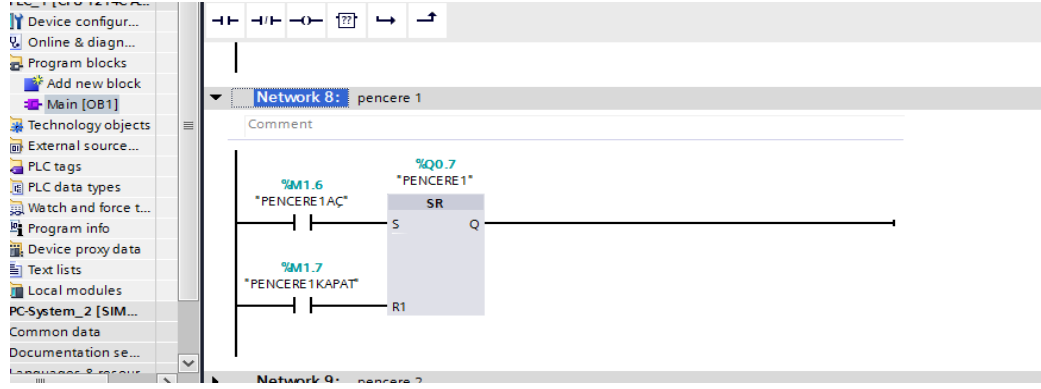 Device configur...
Online & diagn...
Program blocks
Add new block
Main [OB1]
Technology objects
External source...
PLC tags
PLC data types
Watch and force t...
Program info
Device proxy data
Text lists
Local modules
PC-System_2 [SIM...
Common data
Documentation se...
??
Network 8: pencere 1
Comment
%Q0.7
"PENCERE1"
%M1.6
"PENCERE1AÇ"
SR
S Q
%M1.7
"PENCERE1KAPAT"
R1
Network 9: pencere 2